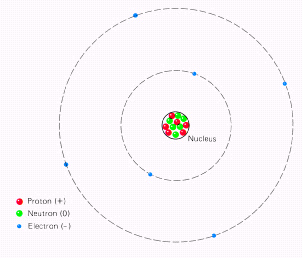 Nucleus
Proton (+)
Neutron (0)
Electron (-)